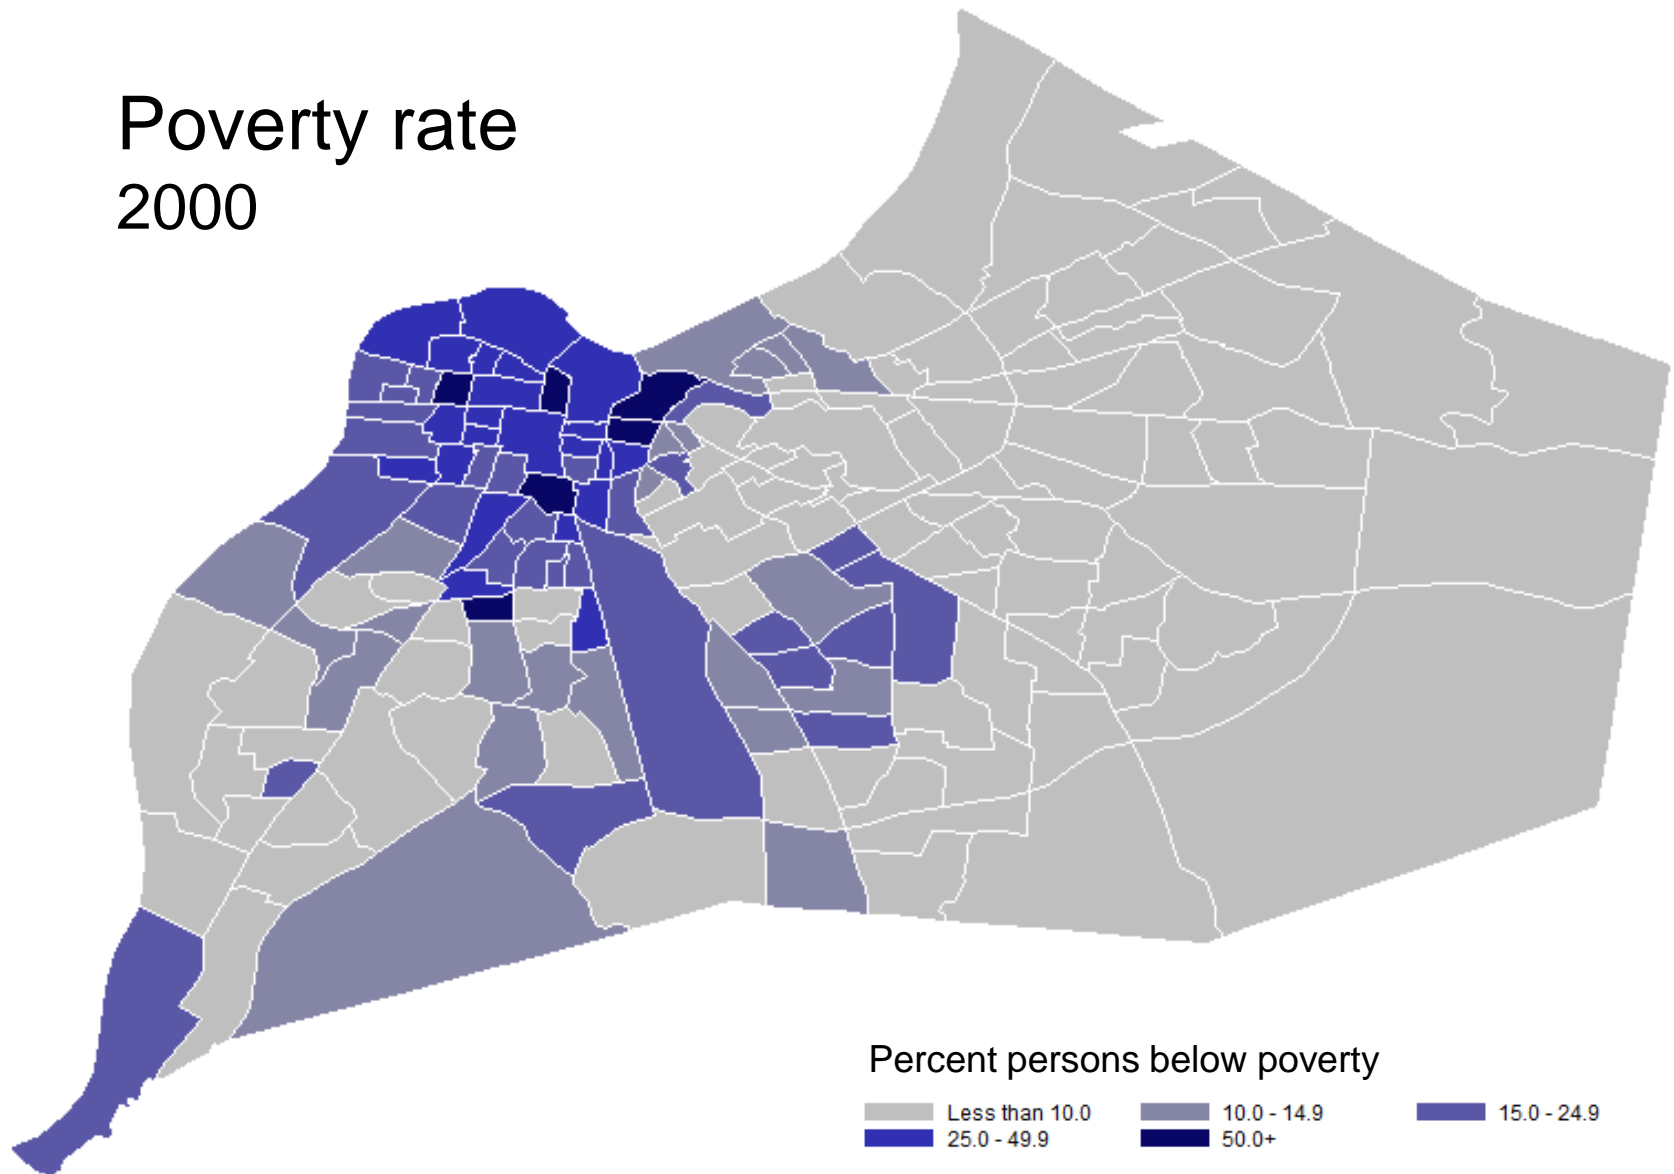 Poverty rate
2000
Percent persons below poverty
Less than 10.0 10.0 - 14.9 15.0 - 24.9
25.0 - 49.9 50.0+